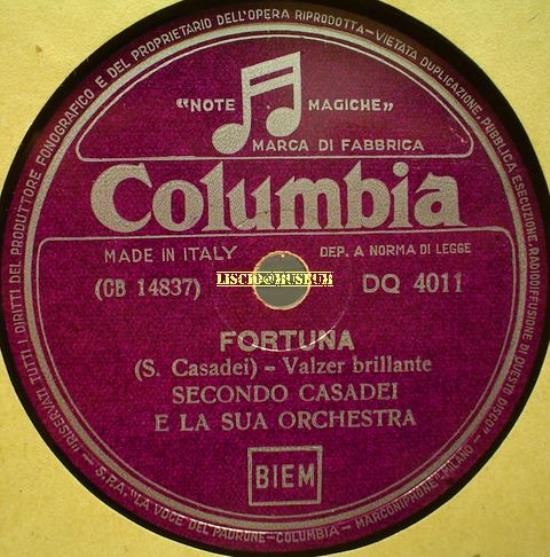 "RISERVATI TUTTI I DIRITTI DEL PRODUTTORE FONOGRAFICO E DEL PROPRIETARIO DELL'OPERA RIPRODOTTA-VIETATA DUPLICAZIONE, PUBBLICA ESECUZIONE, RADIODIFFUSIONE DI QUESTO DISCO"
"NOTE MAGICHE"
MARCA DI FABBRICA
Columbia
MADE IN ITALY DEP. A NORMA DI LEGGE
LISCIO@MUSEUM
(CB 14837) DQ 4011
FORTUNA
(S. Casadei) - Valzer brillante
SECONDO CASADEI
E LA SUA ORCHESTRA
BIEM
S.P.A. "LA VOCE DEL PADRONE-COLUMBIA-MARCONIPHONE" MILANO